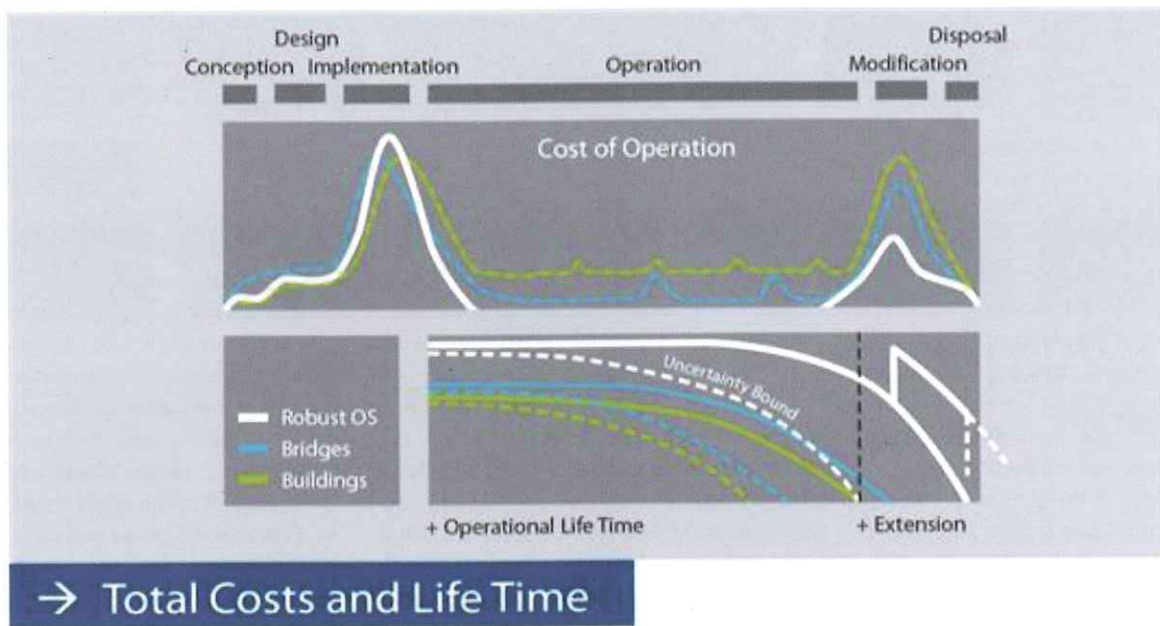 Design
Disposal
Conception Implementation
Operation
Modification
Cost of Operation
Uncertainty Bound
Robust OS
Bridges
Buildings
+ Operational Life Time
+ Extension
→ Total Costs and Life Time